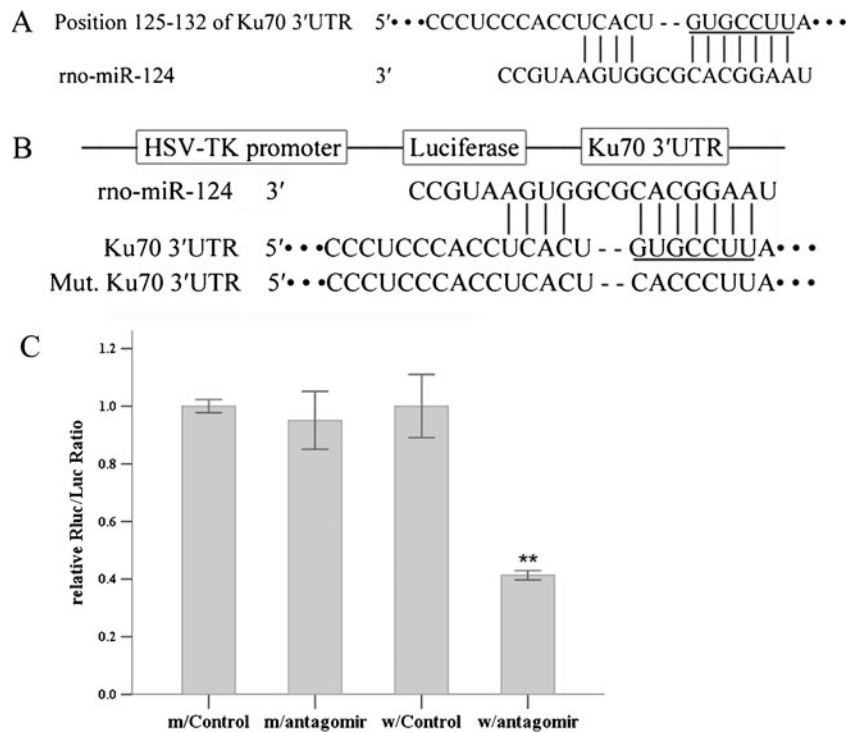 A
Position 125-132 of Ku70 3′UTR 5′•••CCCUCCCACCUCACU - - GUGCCUUA•••
rno-miR-124 3′ CCGUAAGUGGCGCACGGAAU
B
HSV-TK promoter Luciferase Ku70 3′UTR
rno-miR-124 3′ CCGUAAGUGGCGCACGGAAU
Ku70 3′UTR 5′•••CCCUCCCACCUCACU - - GUGCCUUA•••
Mut. Ku70 3′UTR 5′•••CCCUCCCACCUCACU - - CACCCUUA•••
C
relative Rluc/Luc Ratio
1.2
1.0
0.8
0.6
0.4
0.2
0.0
**
m/Control m/antagomir w/Control w/antagomir